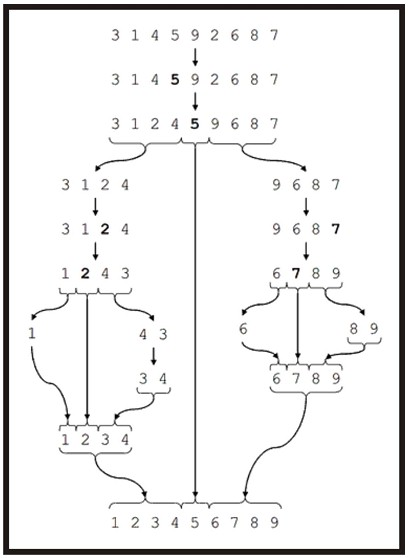 3 1 4 5 9 2 6 8 7
3 1 4 5 9 2 6 8 7
3 1 2 4 5 9 6 8 7
3 1 2 4
9 6 8 7
3 1 2 4
9 6 8 7
1 2 4 3
6 7 8 9
1
4 3
6
8 9
3 4
6 7 8 9
1 2 3 4
1 2 3 4 5 6 7 8 9